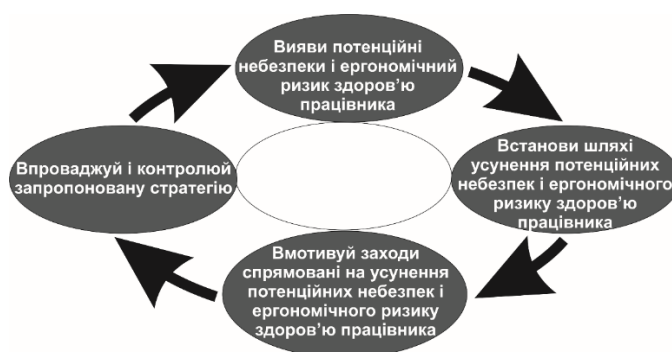 Вияви потенційні
небезпеки і ергономічний
ризик здоров’ю
працівника
Встанови шляхі
усунення потенційних
небезпек і ергономічного
ризику здоров’ю
працівника
Вмотивуй заходи
спрямовані на усунення
потенційних небезпек і
ергономічного ризику
здоров’ю працівника
Впроваджуй і контролюй
запропоновану стратегію